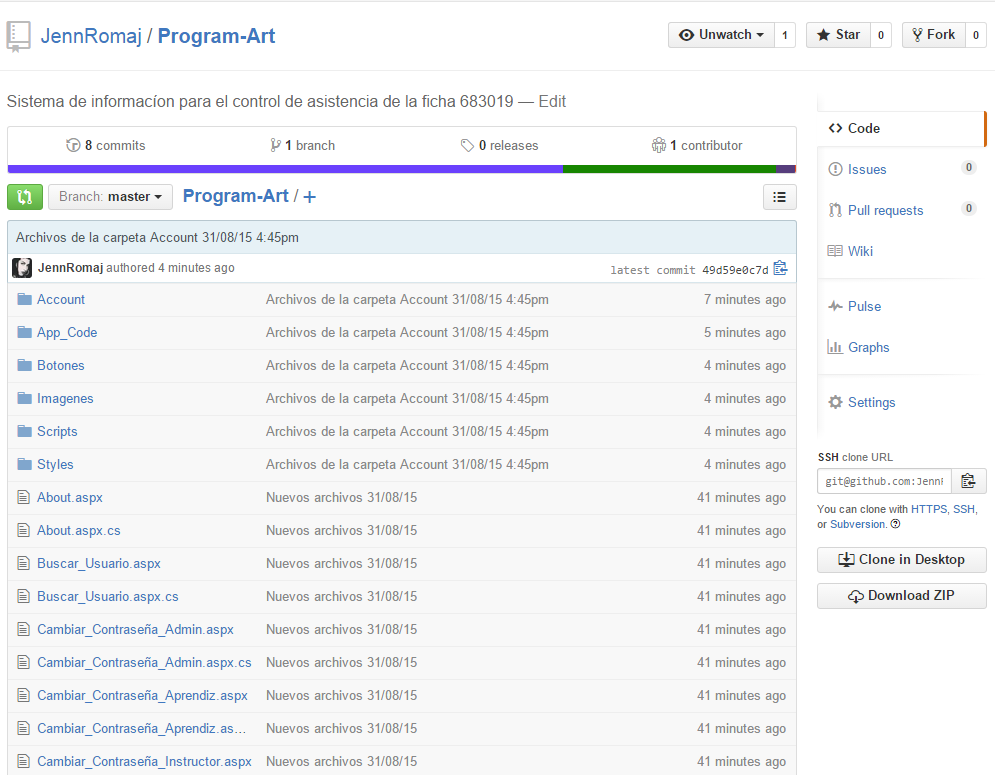 JennRomaj / Program-Art
Unwatch 1
Star 0
Fork 0
Sistema de informacíon para el control de asistencia de la ficha 683019 — Edit
8 commits
1 branch
0 releases
1 contributor
Branch: master
Program-Art / +
Archivos de la carpeta Account 31/08/15 4:45pm
JennRomaj authored 4 minutes ago
latest commit 49d59e0c7d
Account Archivos de la carpeta Account 31/08/15 4:45pm 7 minutes ago
App_Code Archivos de la carpeta Account 31/08/15 4:45pm 5 minutes ago
Botones Archivos de la carpeta Account 31/08/15 4:45pm 4 minutes ago
Imagenes Archivos de la carpeta Account 31/08/15 4:45pm 4 minutes ago
Scripts Archivos de la carpeta Account 31/08/15 4:45pm 4 minutes ago
Styles Archivos de la carpeta Account 31/08/15 4:45pm 4 minutes ago
About.aspx Nuevos archivos 31/08/15 41 minutes ago
About.aspx.cs Nuevos archivos 31/08/15 41 minutes ago
Buscar_Usuario.aspx Nuevos archivos 31/08/15 41 minutes ago
Buscar_Usuario.aspx.cs Nuevos archivos 31/08/15 41 minutes ago
Cambiar_Contraseña_Admin.aspx Nuevos archivos 31/08/15 41 minutes ago
Cambiar_Contraseña_Admin.aspx.cs Nuevos archivos 31/08/15 41 minutes ago
Cambiar_Contraseña_Aprendiz.aspx Nuevos archivos 31/08/15 41 minutes ago
Cambiar_Contraseña_Aprendiz.as... Nuevos archivos 31/08/15 41 minutes ago
Cambiar_Contraseña_Instructor.aspx Nuevos archivos 31/08/15 41 minutes ago
Code
Issues 0
Pull requests 0
Wiki
Pulse
Graphs
Settings
SSH clone URL
git@github.com:Jenn
You can clone with HTTPS, SSH,
or Subversion.
Clone in Desktop
Download ZIP